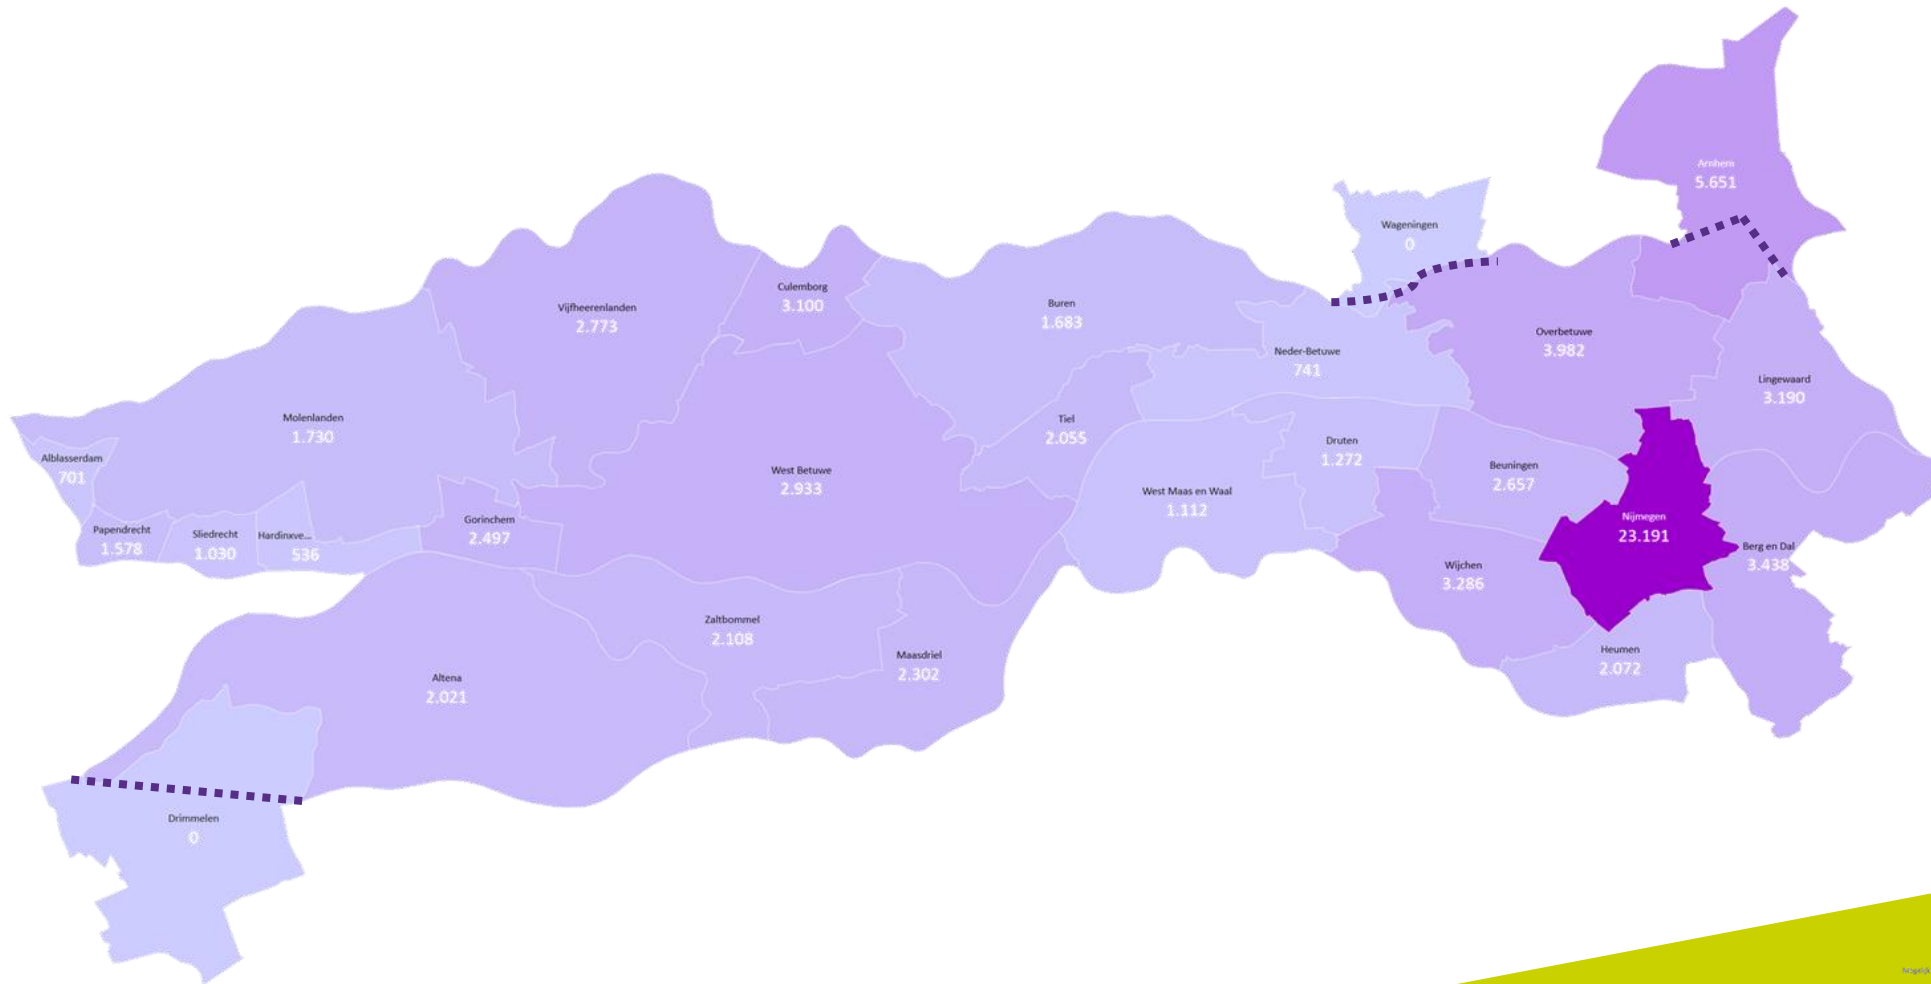 Arnhem
5.651
Wageningen
0
Culemborg
3.100
Vijfheerenlanden
2.773
Buren
1.683
Overbetuwe
3.982
Neder-Betuwe
741
Lingewaard
3.190
Molenlanden
1.730
Tiel
2.055
Druten
1.272
Alblasserdam
701
West Betuwe
2.933
Beuningen
2.657
West Maas en Waal
1.112
Nijmegen
23.191
Gorinchem
2.497
Papendrecht
1.578
Sliedrecht
1.030
Hardinxve...
536
Berg en Dal
3.438
Wijchen
3.286
Zaltbommel
2.108
Heumen
2.072
Maasdriel
2.302
Altena
2.021
Drimmelen
0